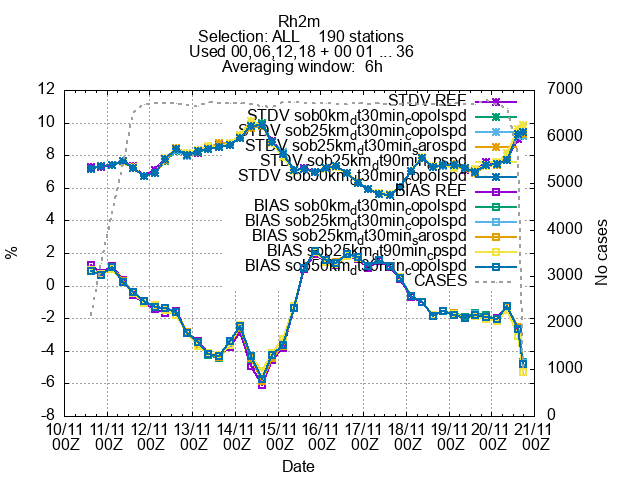 Rh2m
Selection: ALL 190 stations
Used 00,06,12,18 + 00 01 ... 36
Averaging window: 6h
STDV REF
STDV sob0km_dt30min_copolspd
STDV sob25km_dt30min_copolspd
STDV sob25km_dt30min_sarospd
STDV sob25km_dt90min_cpspd
STDV sob50km_dt30min_copolspd
BIAS REF
BIAS sob0km_dt30min_copolspd
BIAS sob25km_dt30min_copolspd
BIAS sob25km_dt30min_sarospd
BIAS sob25km_dt90min_cpspd
BIAS sob50km_dt30min_copolspd
CASES
12
10
8
6
4
2
0
-2
-4
-6
-8
%
7000
6000
5000
4000
3000
2000
1000
0
No cases
10/11 11/11 12/11 13/11 14/11 15/11 16/11 17/11 18/11 19/11 20/11 21/11
00Z 00Z 00Z 00Z 00Z 00Z 00Z 00Z 00Z 00Z 00Z 00Z
Date